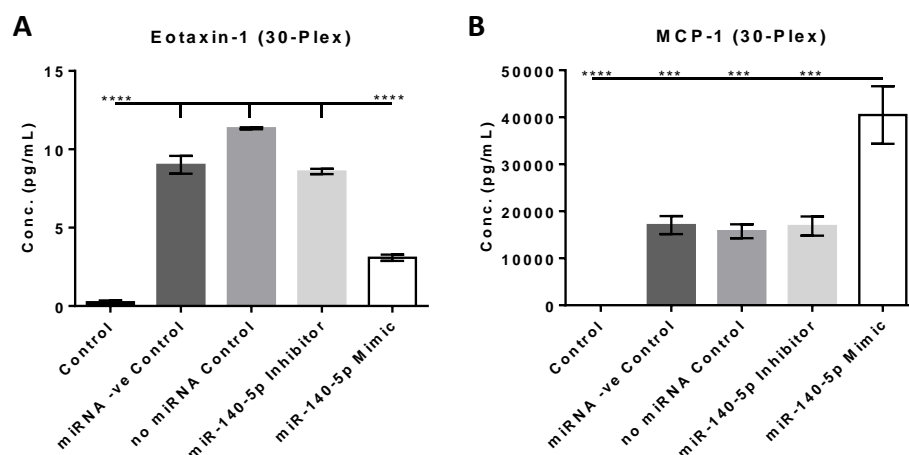 A
Eotaxin-1 (30-Plex)
Conc. (pg/mL)
15
10
5
0
**** ****
Control
miRNA -ve Control
no miRNA Control
miR-140-5p Inhibitor
miR-140-5p Mimic
B
MCP-1 (30-Plex)
Conc. (pg/mL)
50000
40000
30000
20000
10000
0
**** *** *** ***
Control
miRNA -ve Control
no miRNA Control
miR-140-5p Inhibitor
miR-140-5p Mimic